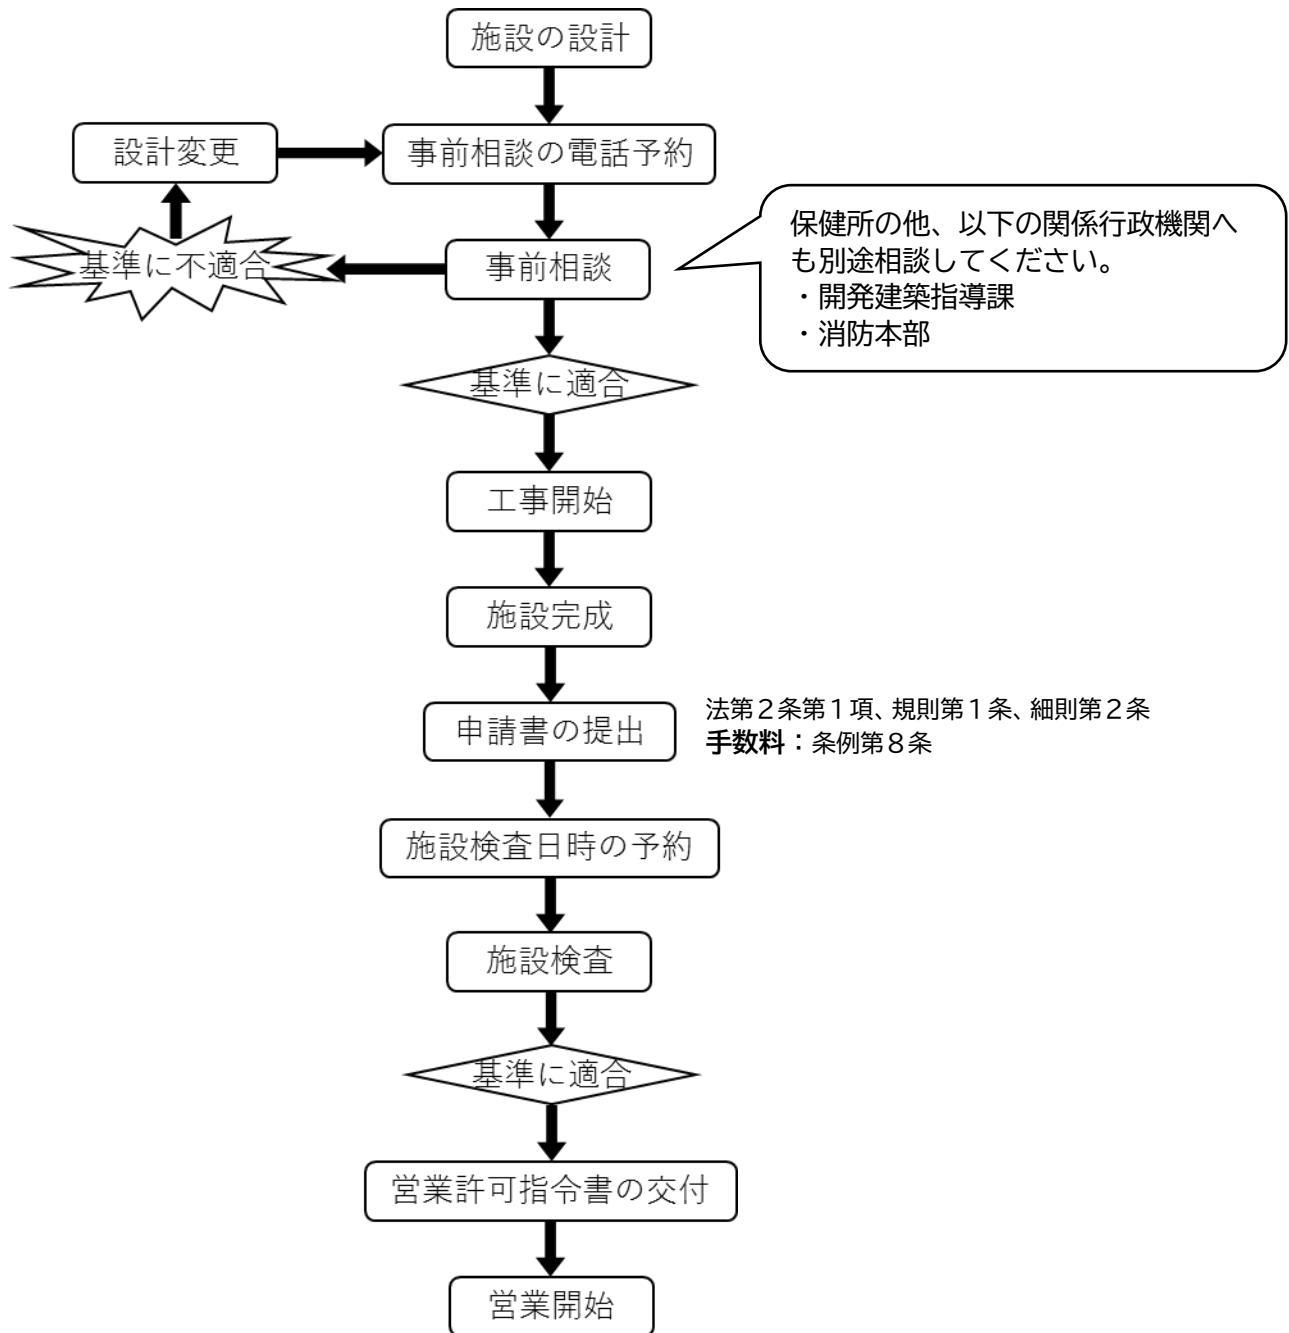 施設の設計
設計変更
事前相談の電話予約
保健所の他、以下の関係行政機関へ
も別途相談してください。
・開発建築指導課
・消防本部
基準に不適合
事前相談
基準に適合
工事開始
施設完成
申請書の提出
法第２条第１項、規則第１条、細則第２条
手数料：条例第８条
施設検査日時の予約
施設検査
基準に適合
営業許可指令書の交付
営業開始